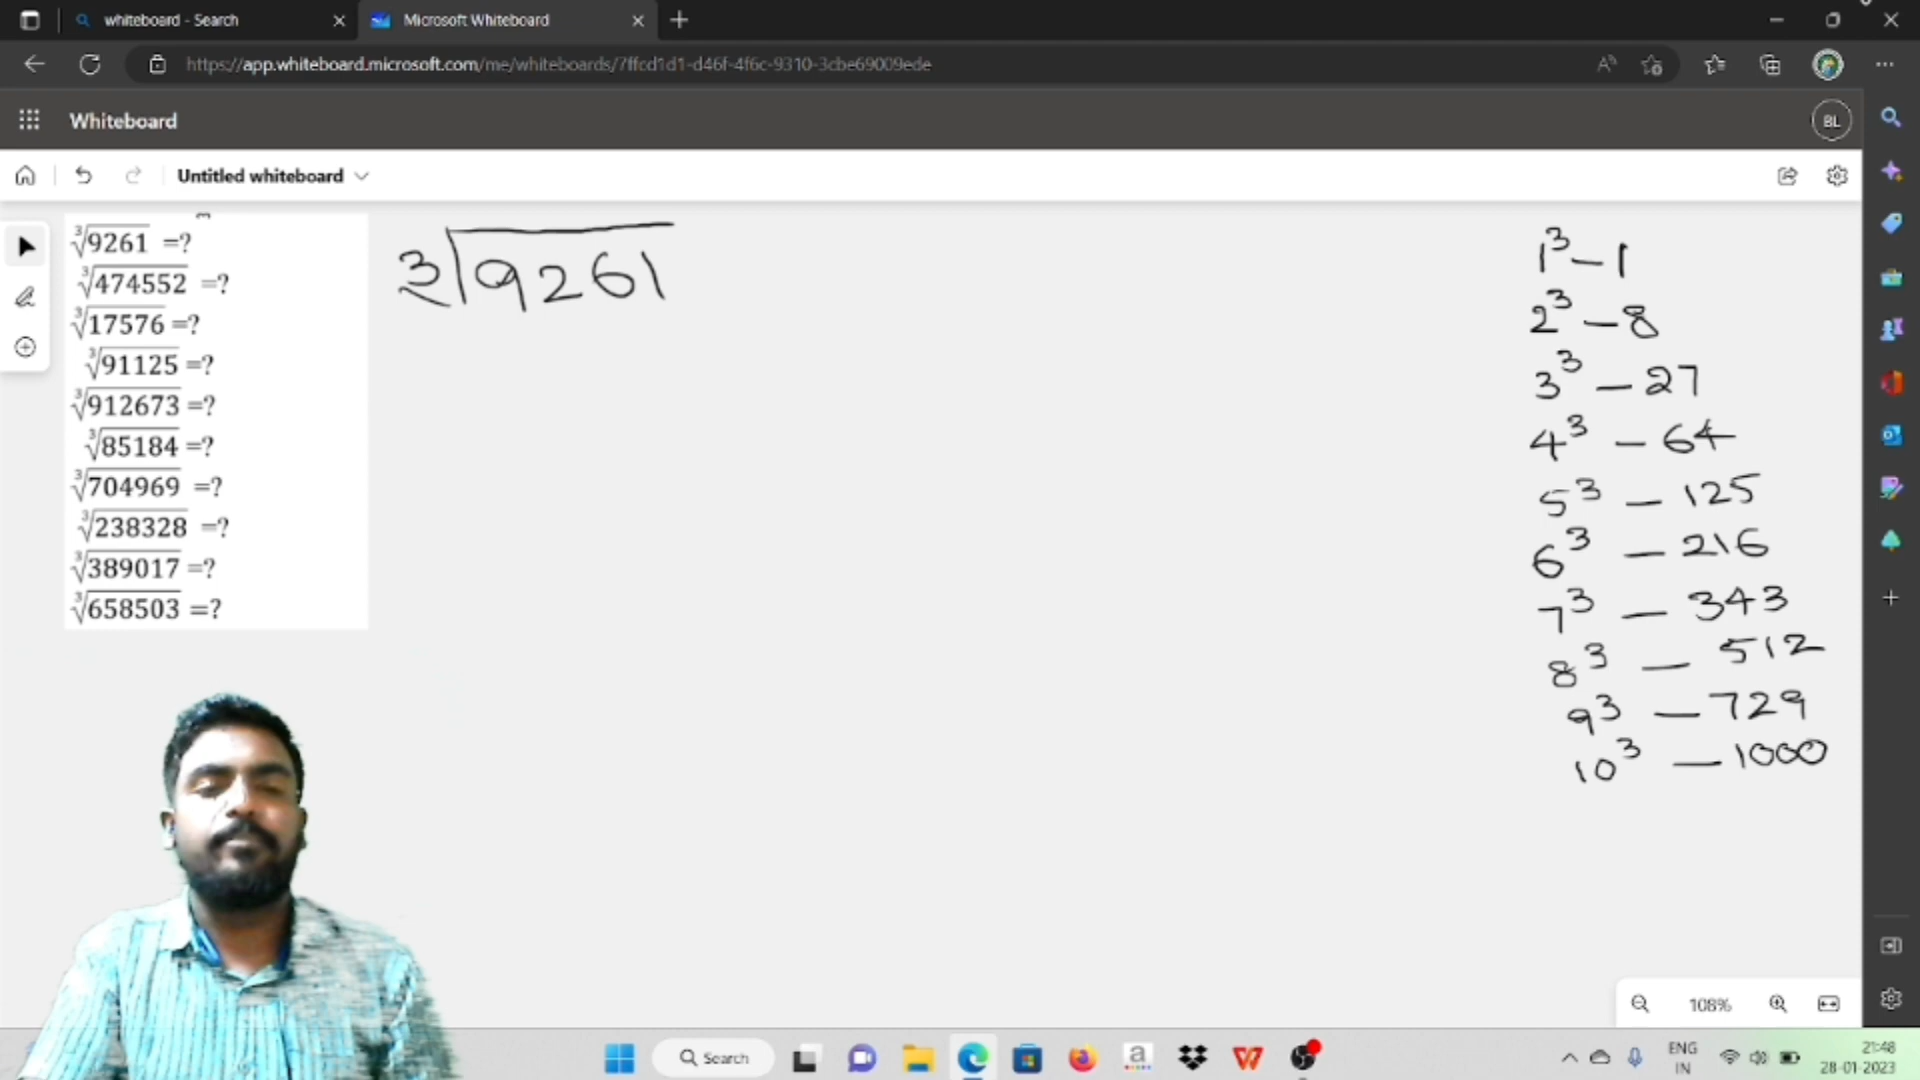 whiteboard - Search
Microsoft Whiteboard
https://app.whiteboard.microsoft.com/me/whiteboards/7ffcd1d1-d46f-4f6c-9310-3cbe69009ede
Whiteboard
BL
Untitled whiteboard
∛9261 =?
∛474552 =?
∛17576 =?
∛91125 =?
∛912673 =?
∛85184 =?
∛704969 =?
∛238328 =?
∛389017 =?
∛658503 =?
∛9261
1³ – 1
2³ – 8
3³ – 27
4³ – 64
5³ – 125
6³ – 216
7³ – 343
8³ – 512
9³ – 729
10³ – 1000
108%
Search
a
ENG
IN
21:48
28-01-2023